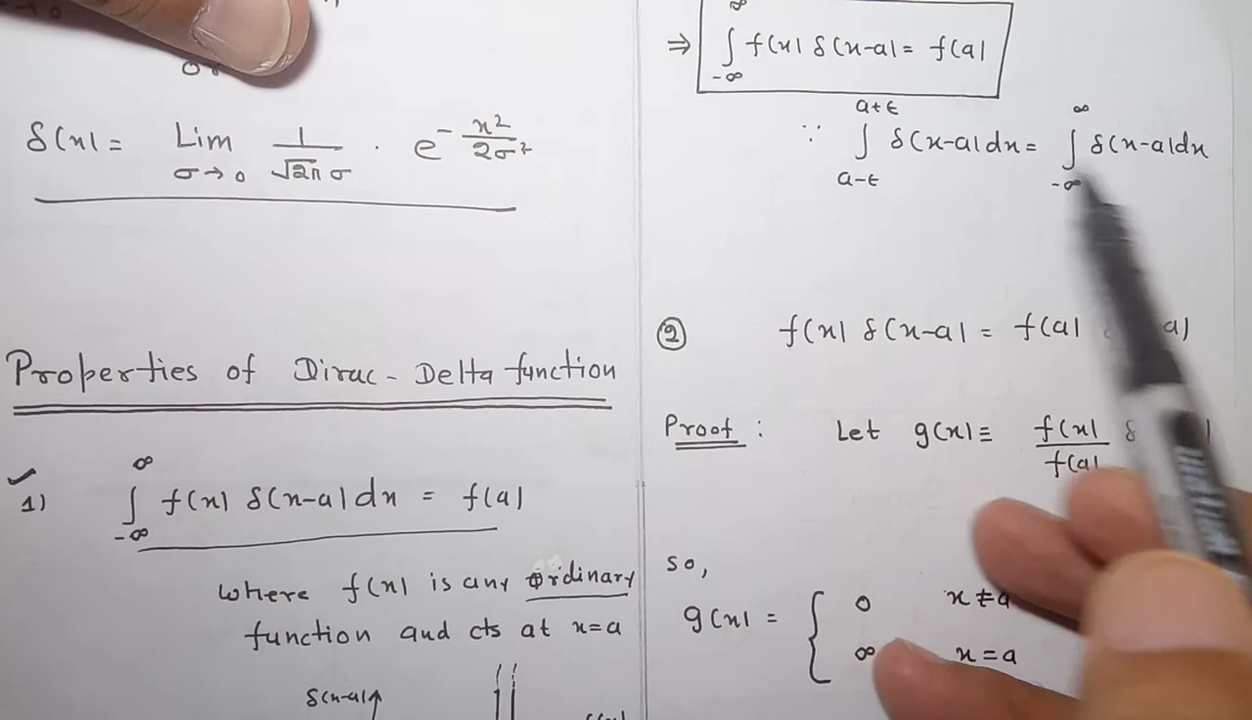 δ(x) = Lim σ→0 1/√2π σ · e^-x²/2σ²
Properties of Dirac-Delta function
1) ∫_-∞^∞ f(x) δ(x-a)dx = f(a)
where f(x) is any ordinary
function and cts at x=a
δ(x-a)
⇒ ∫_-∞^∞ f(x) δ(x-a) = f(a)
∵ ∫_a-ε^a+ε δ(x-a)dx = ∫_-∞^∞ δ(x-a)dx
② f(x) δ(x-a) = f(a) a)
Proof : Let g(x) ≡ f(x)/f(a) δ
so,
g(x) = { 0 x≠a
∞ x=a